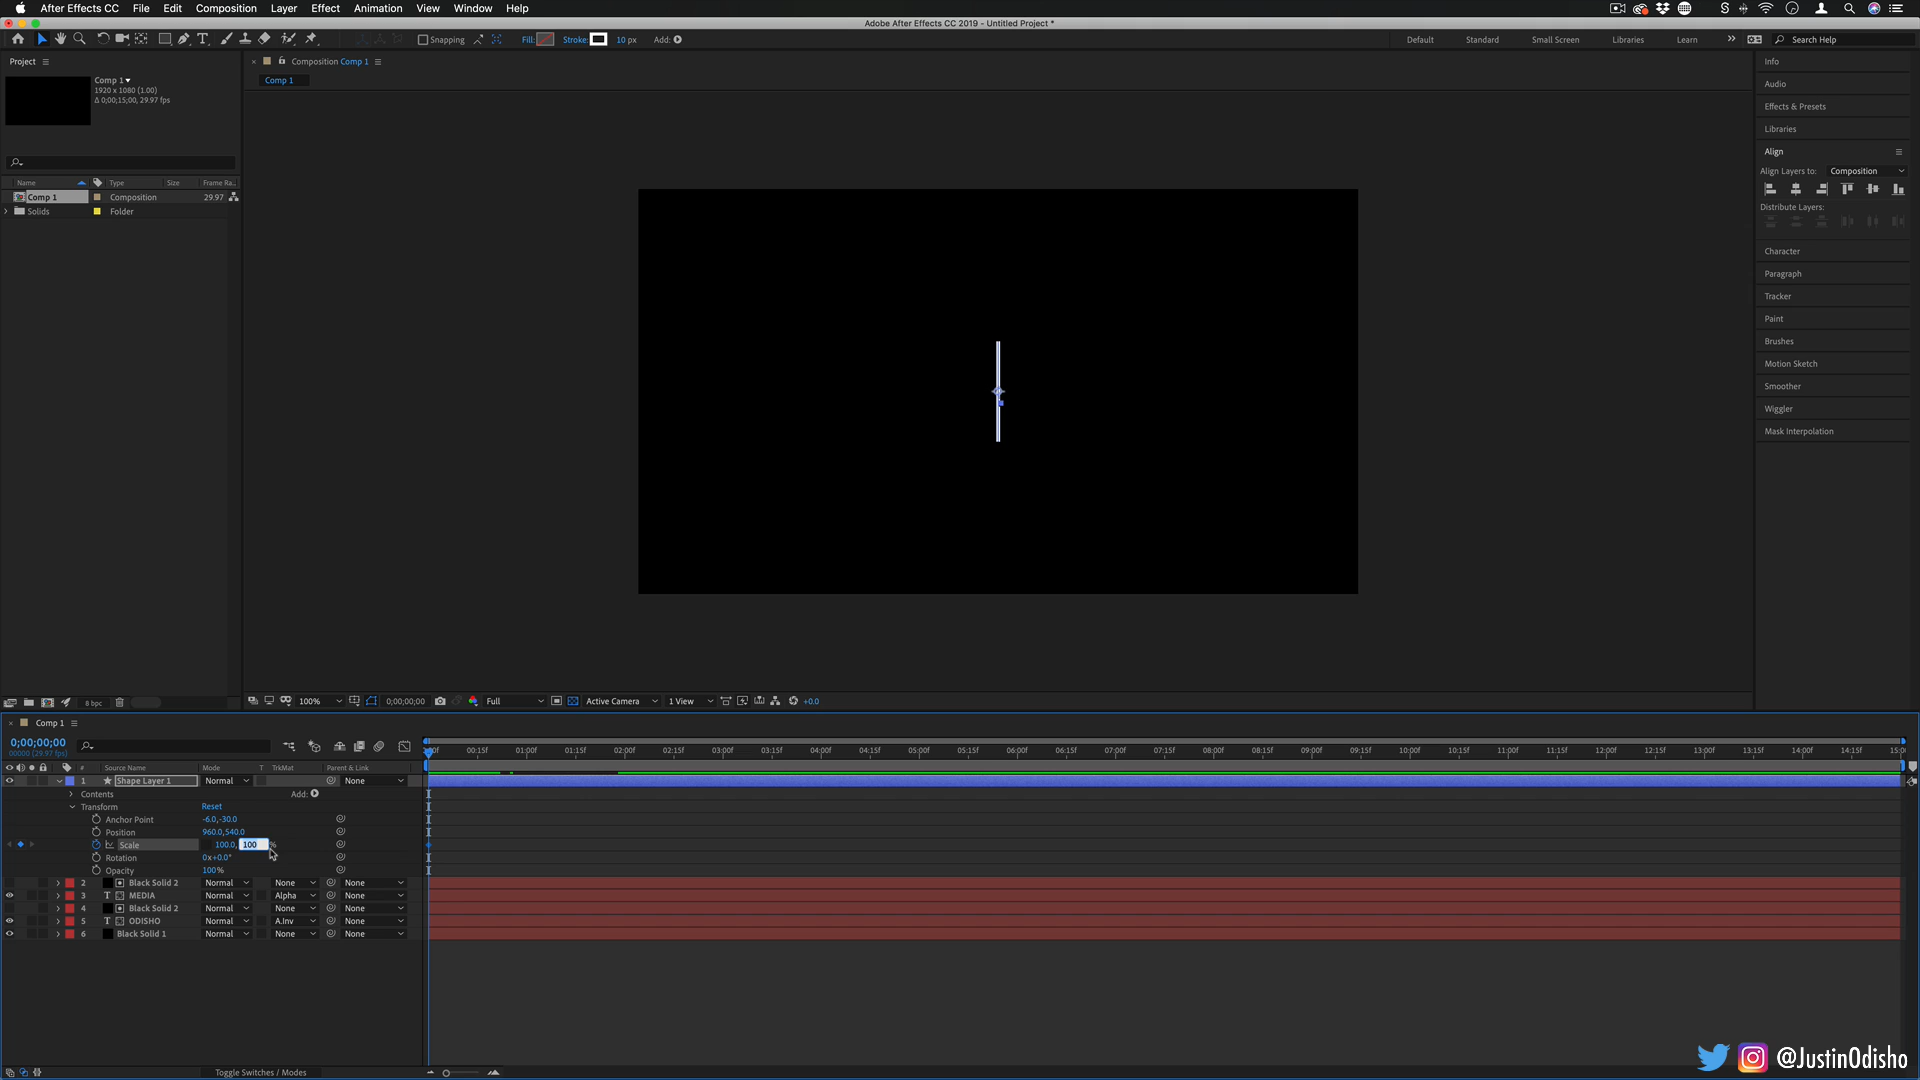 After Effects CC File Edit Composition Layer Effect Animation View Window Help
Adobe After Effects CC 2019 - Untitled Project *
Snapping Fill: Stroke: 10 px Add: Default Standard Small Screen Libraries Learn >> Search Help
Project
Composition Comp 1
Comp 1
Comp 1
1920 x 1080 (1.00)
Δ 0;00;15;00, 29.97 fps
Name Type Size Frame Ra...
Comp 1 Composition 29.97
Solids Folder
Info
Audio
Effects & Presets
Libraries
Align
Align Layers to: Composition
Distribute Layers:
Character
Paragraph
Tracker
Paint
Brushes
Motion Sketch
Smoother
Wiggler
Mask Interpolation
8 bpc
100% 0;00;00;00 Full Active Camera 1 View +0.0
Comp 1
0;00;00;00
00000 (29.97 fps)
00:15f 01:00f 01:15f 02:00f 02:15f 03:00f 03:15f 04:00f 04:15f 05:00f 05:15f 06:00f 06:15f 07:00f 07:15f 08:00f 08:15f 09:00f 09:15f 10:00f 10:15f 11:00f 11:15f 12:00f 12:15f 13:00f 13:15f 14:00f 14:15f
# Source Name Mode T TrkMat Parent & Link
1 Shape Layer 1 Normal None
Contents Add:
Transform Reset
Anchor Point -6.0,-30.0
Position 960.0,540.0
Scale 100.0, 100 %
Rotation 0x+0.0°
Opacity 100%
2 Black Solid 2 Normal None None
3 T MEDIA Normal Alpha None
4 Black Solid 2 Normal None None
5 T ODISHO Normal A.Inv None
6 Black Solid 1 Normal None None
Toggle Switches / Modes
@JustinOdisho